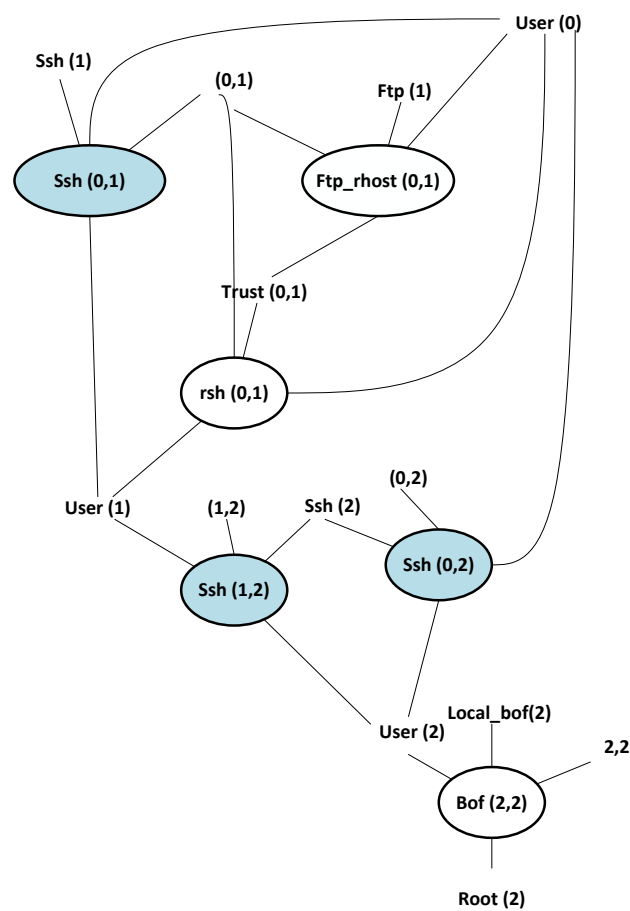 User (0)
Ssh (1)
(0,1)
Ftp (1)
Ssh (0,1)
Ftp_rhost (0,1)
Trust (0,1)
rsh (0,1)
User (1)
(1,2)
Ssh (2)
(0,2)
Ssh (1,2)
Ssh (0,2)
Local_bof(2)
User (2)
2,2
Bof (2,2)
Root (2)